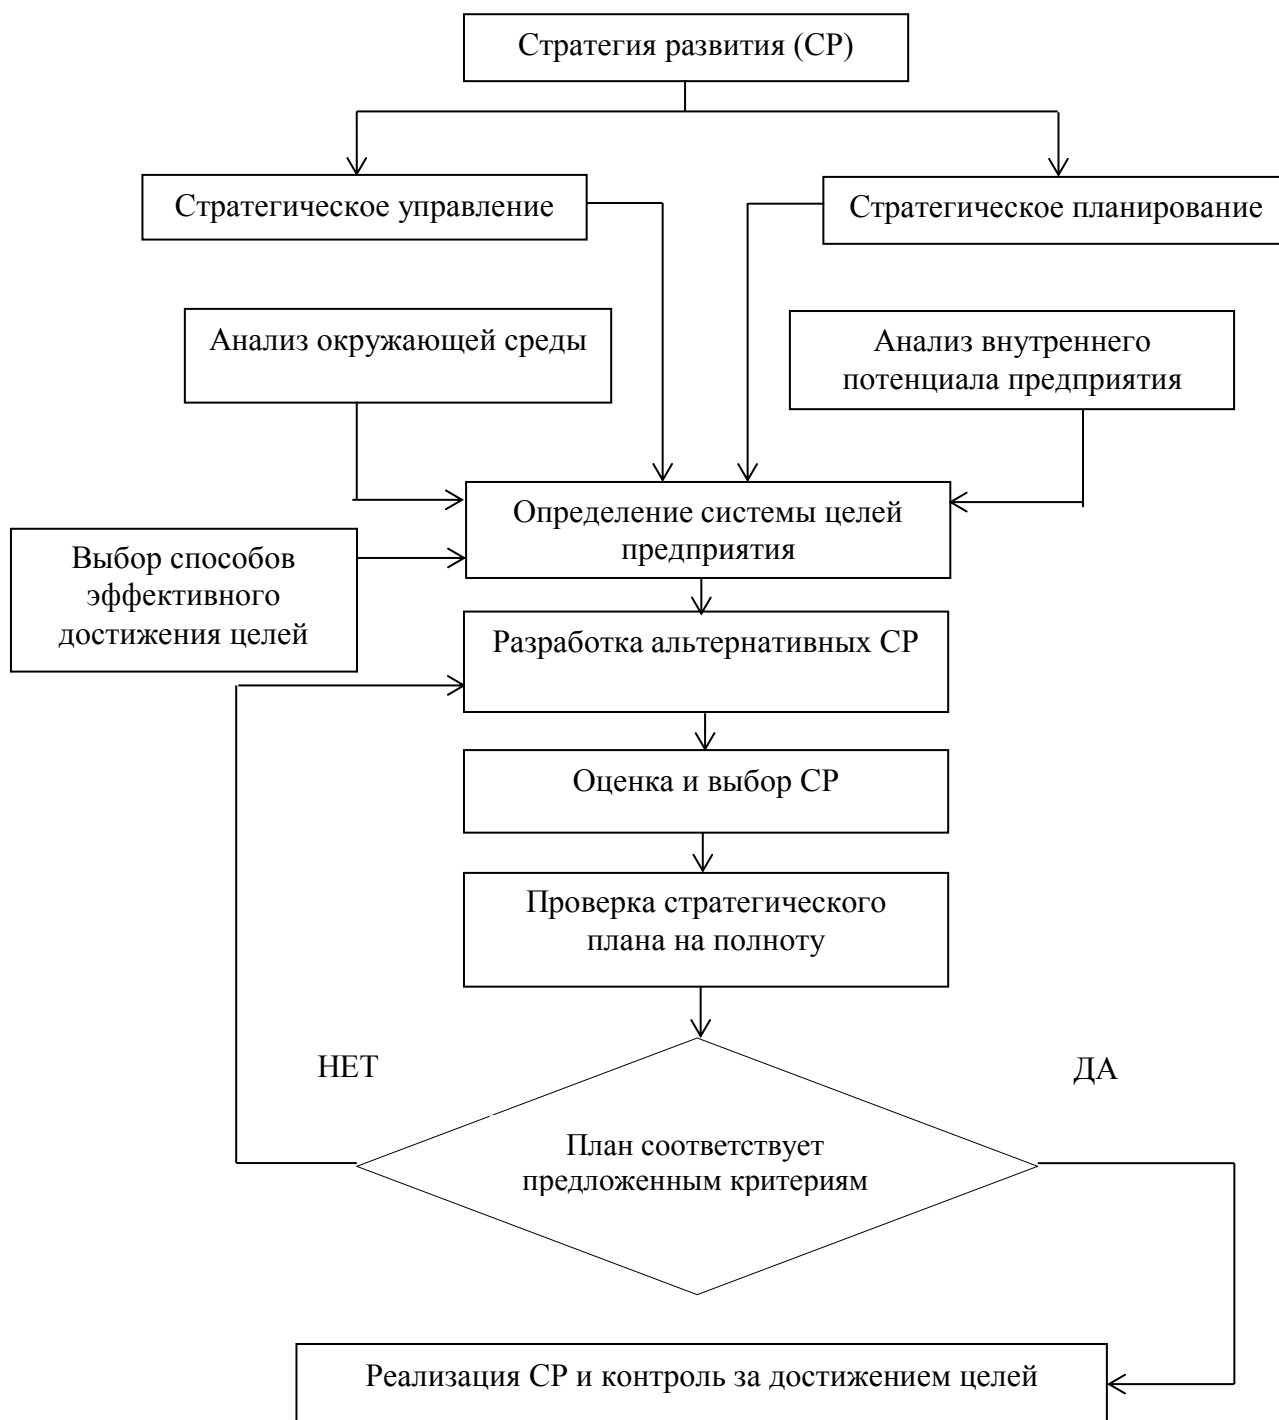 Стратегия развития (СР)
Стратегическое управление
Стратегическое планирование
Анализ окружающей среды
Анализ внутреннего
потенциала предприятия
Определение системы целей
предприятия
Выбор способов
эффективного
достижения целей
Разработка альтернативных СР
Оценка и выбор СР
Проверка стратегического
плана на полноту
НЕТ
ДА
План соответствует
предложенным критериям
Реализация СР и контроль за достижением целей